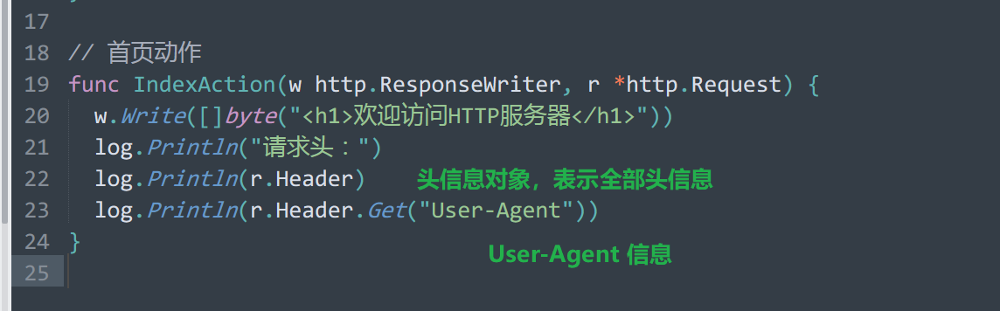 17
18 // 首页动作
19 func IndexAction(w http.ResponseWriter, r *http.Request) {
20 w.Write([]byte("<h1>欢迎访问HTTP服务器</h1>"))
21 log.Println("请求头：")
22 log.Println(r.Header) 头信息对象，表示全部头信息
23 log.Println(r.Header.Get("User-Agent"))
24 }
User-Agent 信息
25